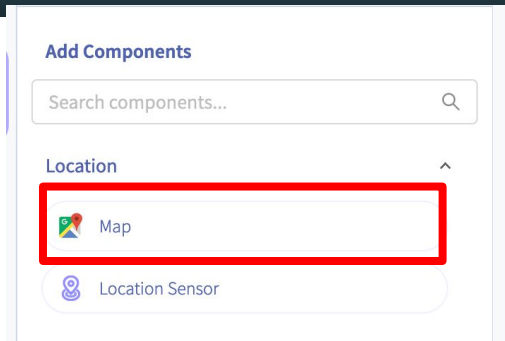 Add Components
Search components...
Location
Map
Location Sensor